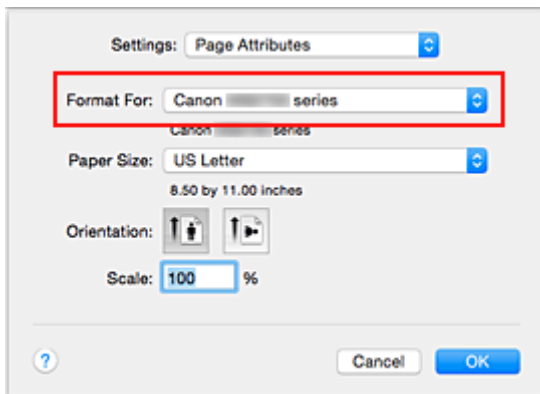 Settings: Page Attributes
Format For: Canon series
Canon series
Paper Size: US Letter
8.50 by 11.00 inches
Orientation:
Scale: 100 %
? Cancel OK